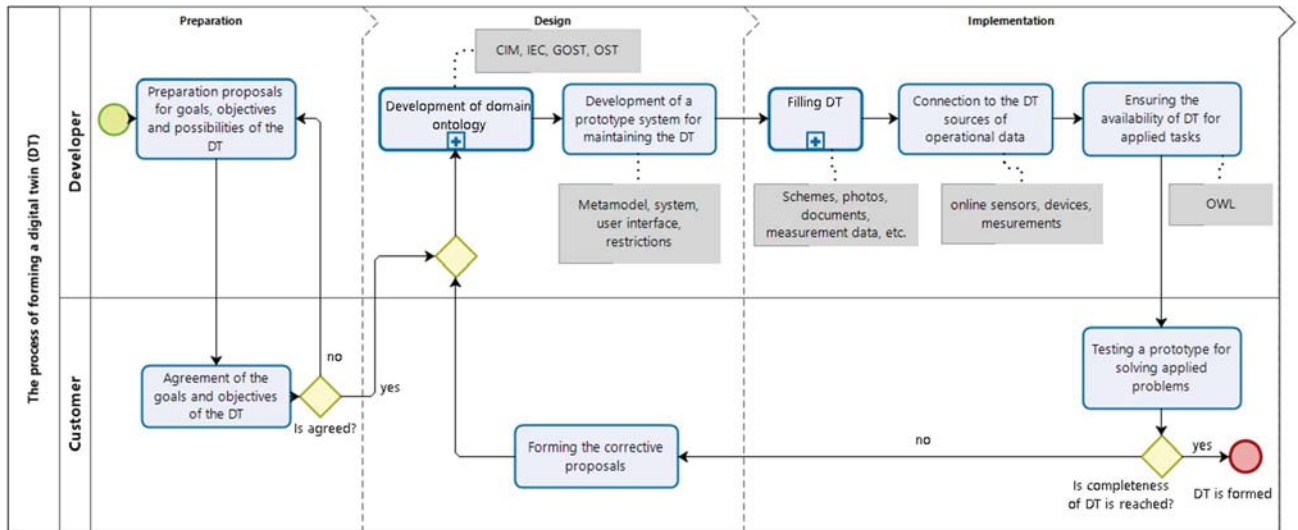 The process of forming a digital twin (DT)
Preparation
Design
Implementation
Developer
Preparation proposals
for goals, objectives
and possibilities of the
DT
CIM, IEC, GOST, OST
Development of domain
ontology
Development of a
prototype system for
maintaining the DT
Metamodel, system,
user interface,
restrictions
Filling DT
Schemes, photos,
documents,
measurement data, etc.
Connection to the DT
sources of
operational data
online sensors, devices,
mesurements
Ensuring the
availability of DT for
applied tasks
OWL
Customer
Agreement of the
goals and objectives
of the DT
no
yes
Is agreed?
Forming the corrective
proposals
no
Testing a prototype for
solving applied
problems
yes
Is completeness
of DT is reached?
DT is formed